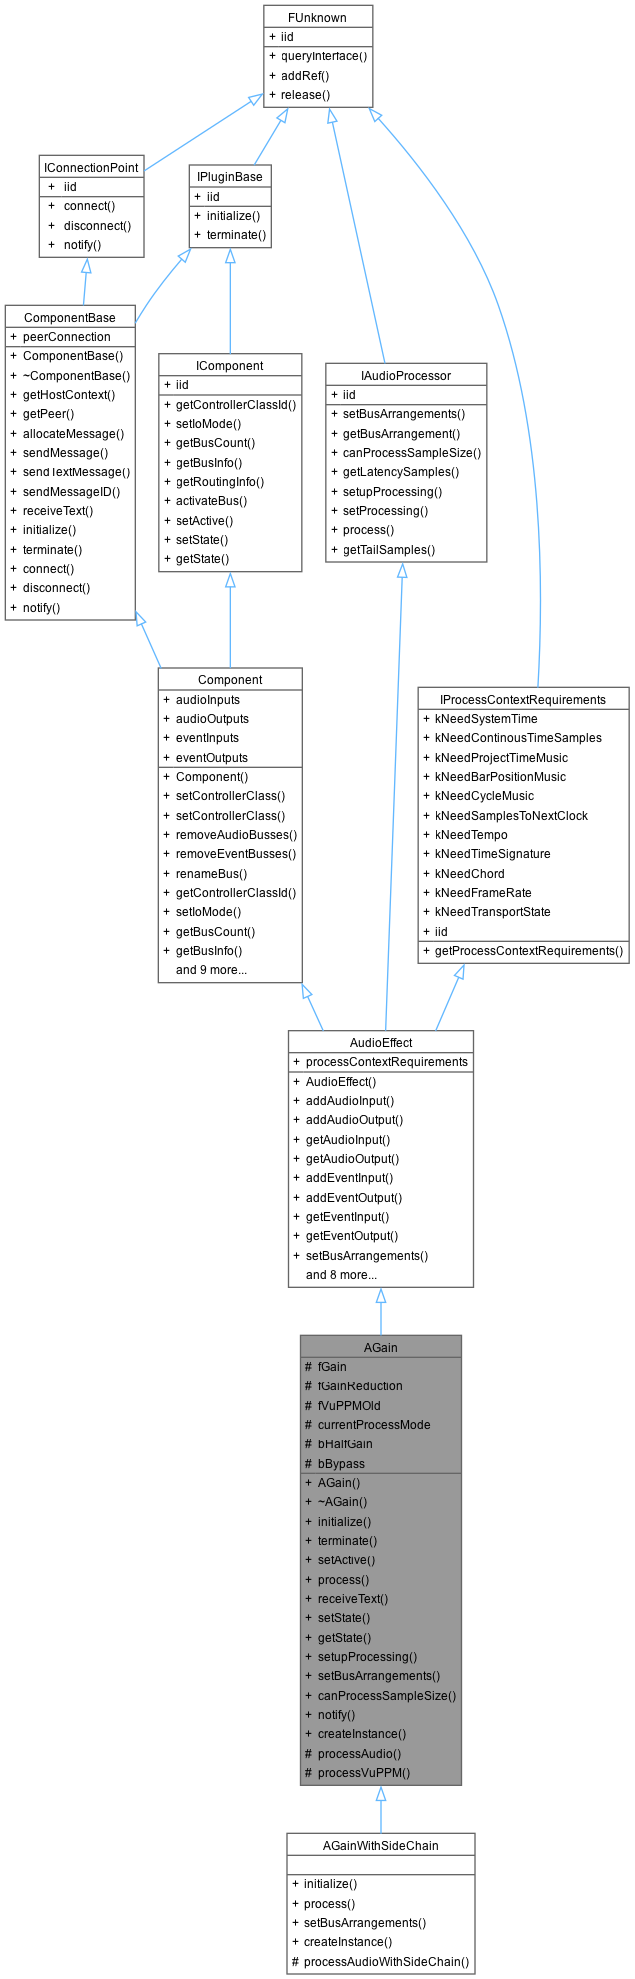 FUnknown
+ iid
+ queryInterface()
+ addRef()
+ release()
IConnectionPoint
+ iid
+ connect()
+ disconnect()
+ notify()
IPluginBase
+ iid
+ initialize()
+ terminate()
ComponentBase
+ peerConnection
+ ComponentBase()
+ ~ComponentBase()
+ getHostContext()
+ getPeer()
+ allocateMessage()
+ sendMessage()
+ sendTextMessage()
+ sendMessageID()
+ receiveText()
+ initialize()
+ terminate()
+ connect()
+ disconnect()
+ notify()
IComponent
+ iid
+ getControllerClassId()
+ setIoMode()
+ getBusCount()
+ getBusInfo()
+ getRoutingInfo()
+ activateBus()
+ setActive()
+ setState()
+ getState()
IAudioProcessor
+ iid
+ setBusArrangements()
+ getBusArrangement()
+ canProcessSampleSize()
+ getLatencySamples()
+ setupProcessing()
+ setProcessing()
+ process()
+ getTailSamples()
Component
+ audioInputs
+ audioOutputs
+ eventInputs
+ eventOutputs
+ Component()
+ setControllerClass()
+ setControllerClass()
+ removeAudioBusses()
+ removeEventBusses()
+ renameBus()
+ getControllerClassId()
+ setIoMode()
+ getBusCount()
+ getBusInfo()
and 9 more...
IProcessContextRequirements
+ kNeedSystemTime
+ kNeedContinousTimeSamples
+ kNeedProjectTimeMusic
+ kNeedBarPositionMusic
+ kNeedCycleMusic
+ kNeedSamplesToNextClock
+ kNeedTempo
+ kNeedTimeSignature
+ kNeedChord
+ kNeedFrameRate
+ kNeedTransportState
+ iid
+ getProcessContextRequirements()
AudioEffect
+ processContextRequirements
+ AudioEffect()
+ addAudioInput()
+ addAudioOutput()
+ getAudioInput()
+ getAudioOutput()
+ addEventInput()
+ addEventOutput()
+ getEventInput()
+ getEventOutput()
+ setBusArrangements()
and 8 more...
AGain
# fGain
# fGainReduction
# fVuPPMOld
# currentProcessMode
# bHalfGain
# bBypass
+ AGain()
+ ~AGain()
+ initialize()
+ terminate()
+ setActive()
+ process()
+ receiveText()
+ setState()
+ getState()
+ setupProcessing()
+ setBusArrangements()
+ canProcessSampleSize()
+ notify()
+ createInstance()
# processAudio()
# processVuPPM()
AGainWithSideChain
+ initialize()
+ process()
+ setBusArrangements()
+ createInstance()
# processAudioWithSideChain()